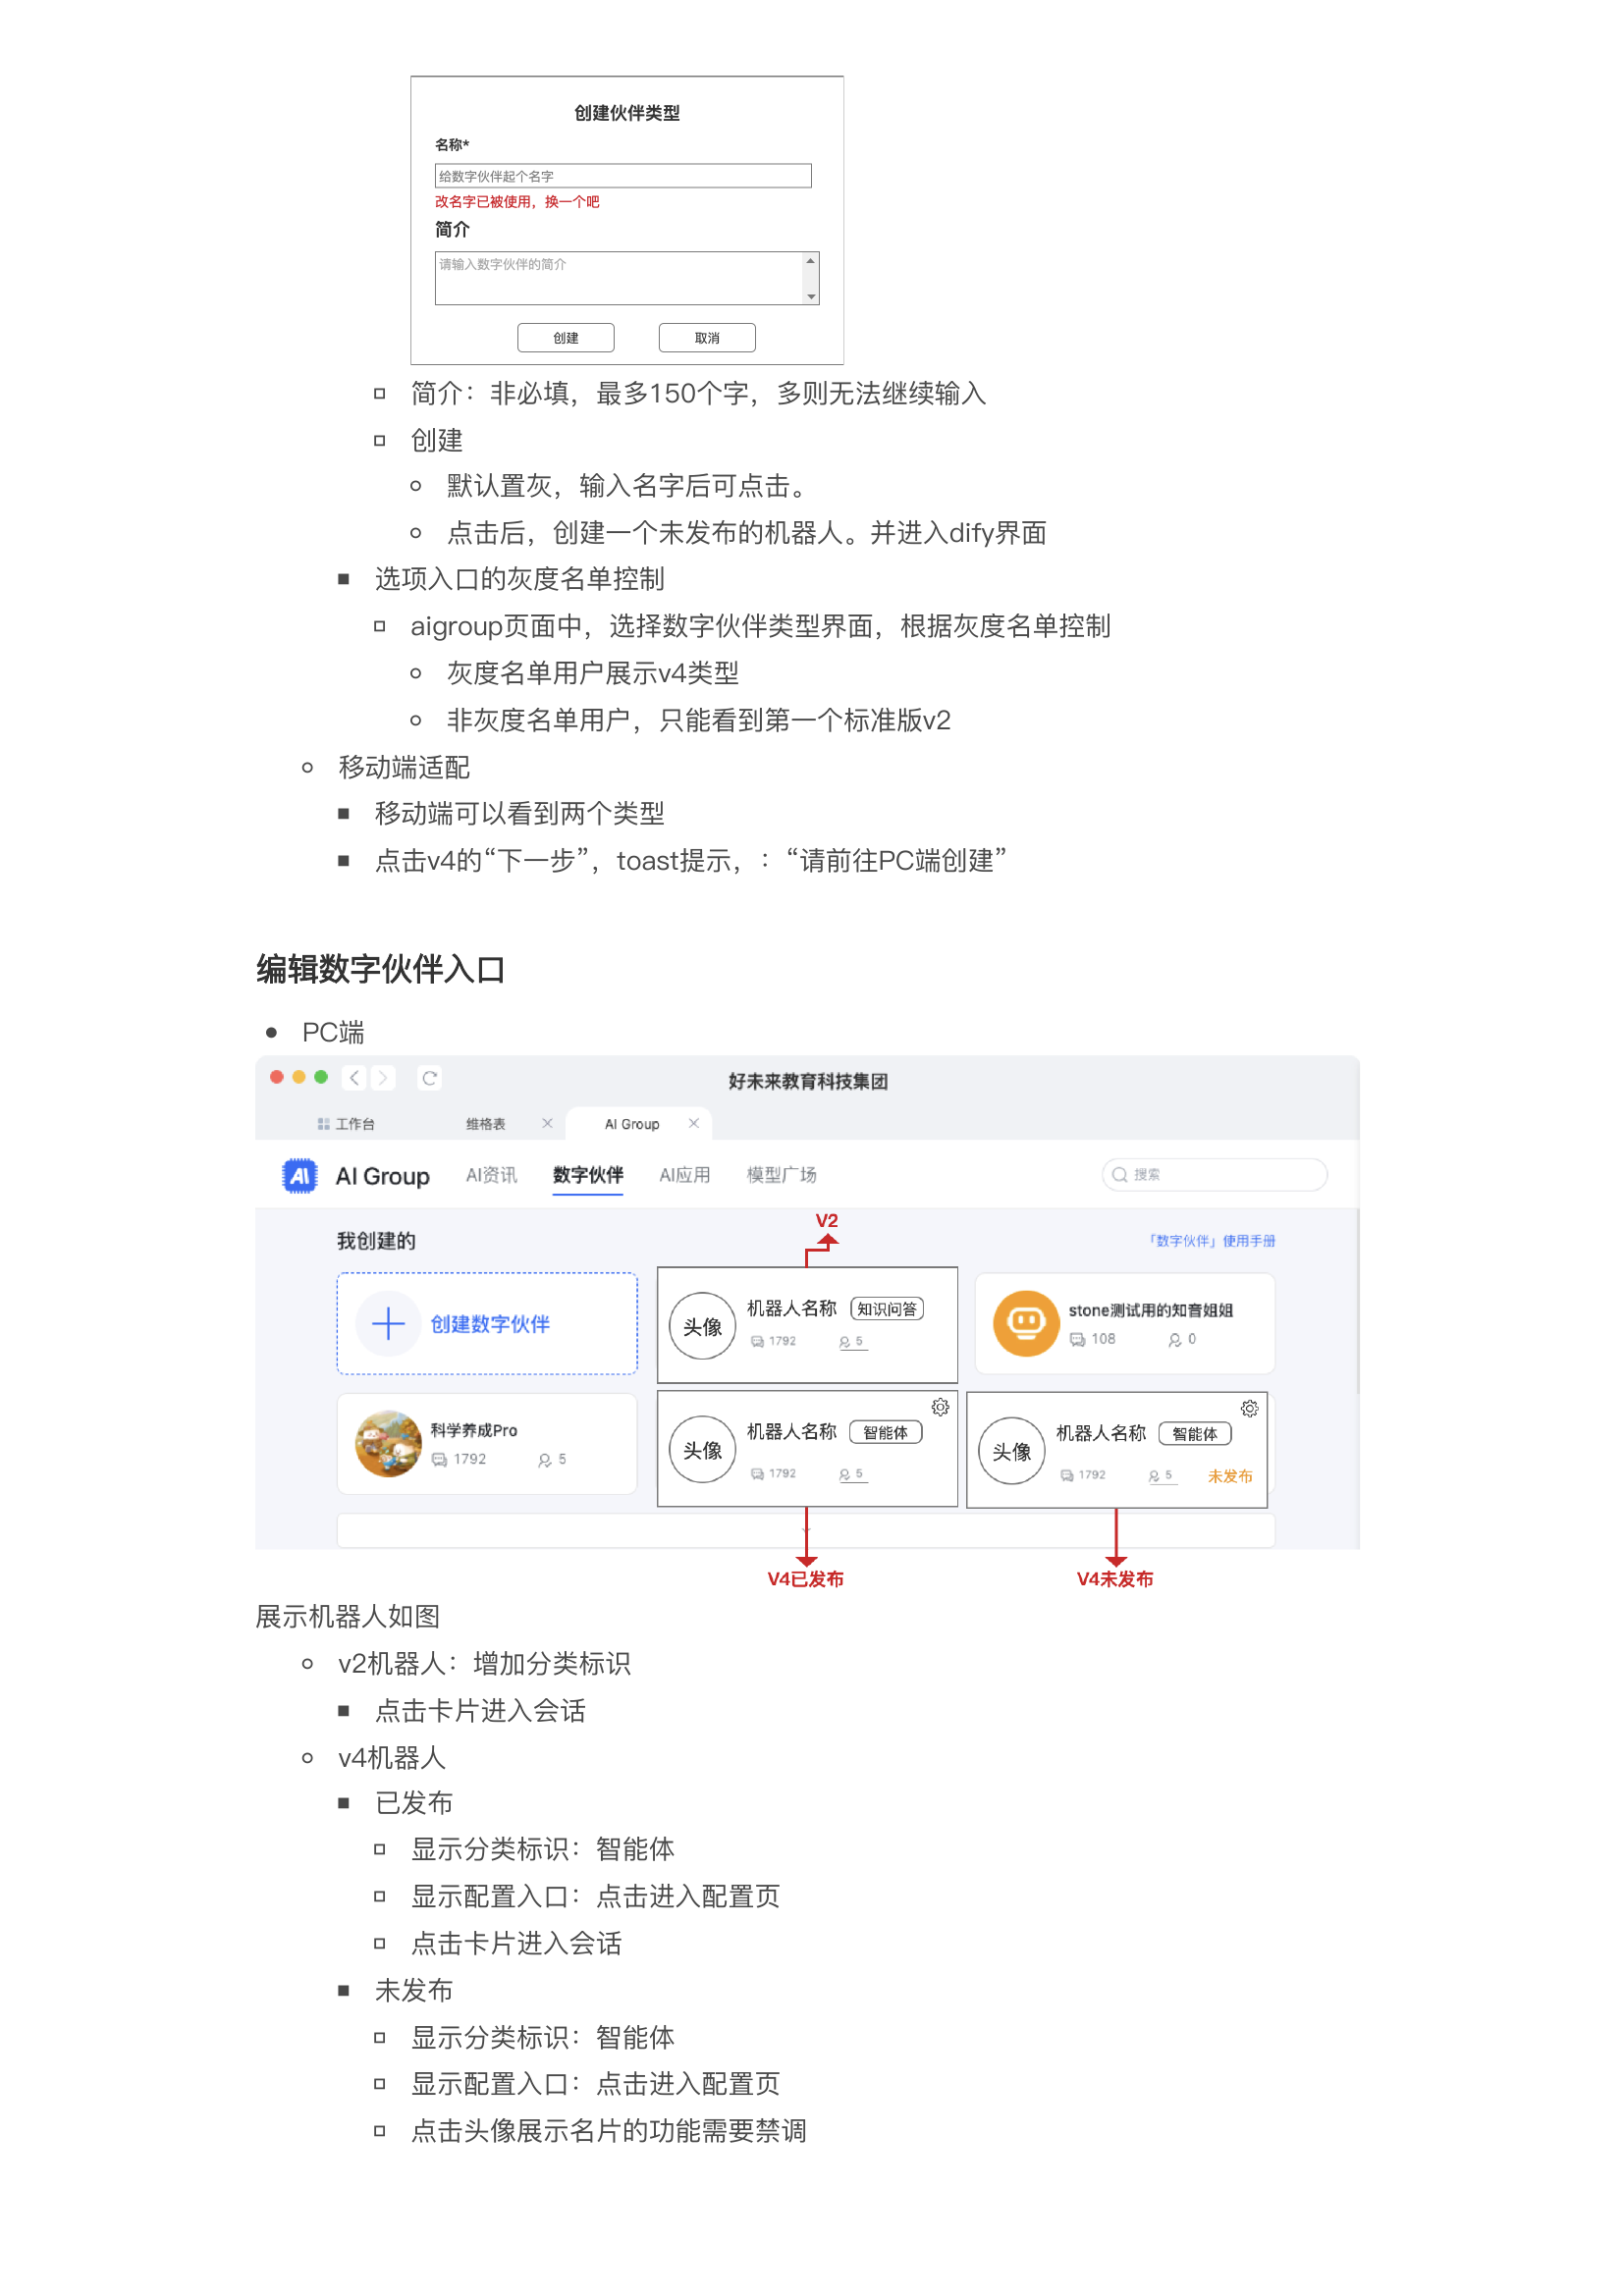 创建伙伴类型
名称*
给数字伙伴起个名字
改名字已被使用，换一个吧
简介
请输入数字伙伴的简介
创建 取消
简介：非必填，最多150个字，多则无法继续输入
创建
默认置灰，输入名字后可点击。
点击后，创建一个未发布的机器人。并进入dify界面
选项入口的灰度名单控制
aigroup页面中，选择数字伙伴类型界面，根据灰度名单控制
灰度名单用户展示v4类型
非灰度名单用户，只能看到第一个标准版v2
移动端适配
移动端可以看到两个类型
点击v4的“下一步”，toast提示，：“请前往PC端创建”
编辑数字伙伴入口
PC端
好未来教育科技集团
工作台 维格表 AI Group
AI AI Group AI资讯 数字伙伴 AI应用 模型广场 搜索
V2
我创建的 「数字伙伴」使用手册
创建数字伙伴
头像 机器人名称 知识问答
1792 5
stone测试用的知音姐姐
108 0
科学养成Pro
1792 5
头像 机器人名称 智能体
1792 5
头像 机器人名称 智能体
1792 5 未发布
V4已发布 V4未发布
展示机器人如图
v2机器人：增加分类标识
点击卡片进入会话
v4机器人
已发布
显示分类标识：智能体
显示配置入口：点击进入配置页
点击卡片进入会话
未发布
显示分类标识：智能体
显示配置入口：点击进入配置页
点击头像展示名片的功能需要禁调